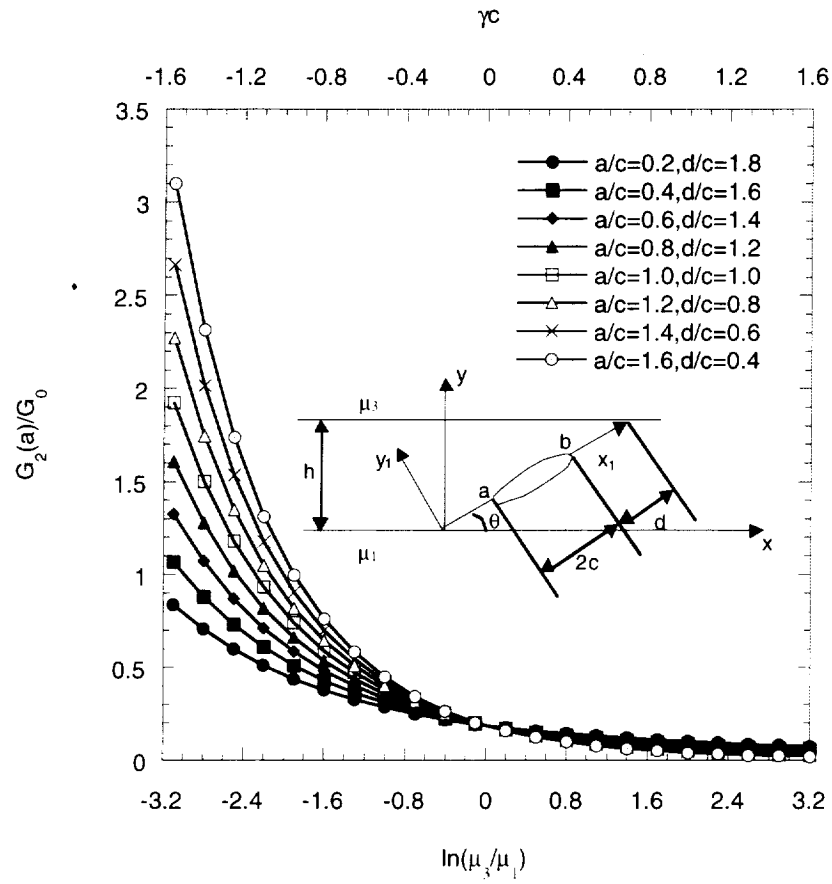 γc
-1.6 -1.2 -0.8 -0.4 0 0.4 0.8 1.2 1.6
3.5
3
2.5
2
1.5
1
0.5
0
G₂(a)/G₀
a/c=0.2,d/c=1.8
a/c=0.4,d/c=1.6
a/c=0.6,d/c=1.4
a/c=0.8,d/c=1.2
a/c=1.0,d/c=1.0
a/c=1.2,d/c=0.8
a/c=1.4,d/c=0.6
a/c=1.6,d/c=0.4
y
μ₃
h
y₁
b
x₁
a
θ
d
x
μ₁
2c
-3.2 -2.4 -1.6 -0.8 0 0.8 1.6 2.4 3.2
ln(μ₃/μ₁)